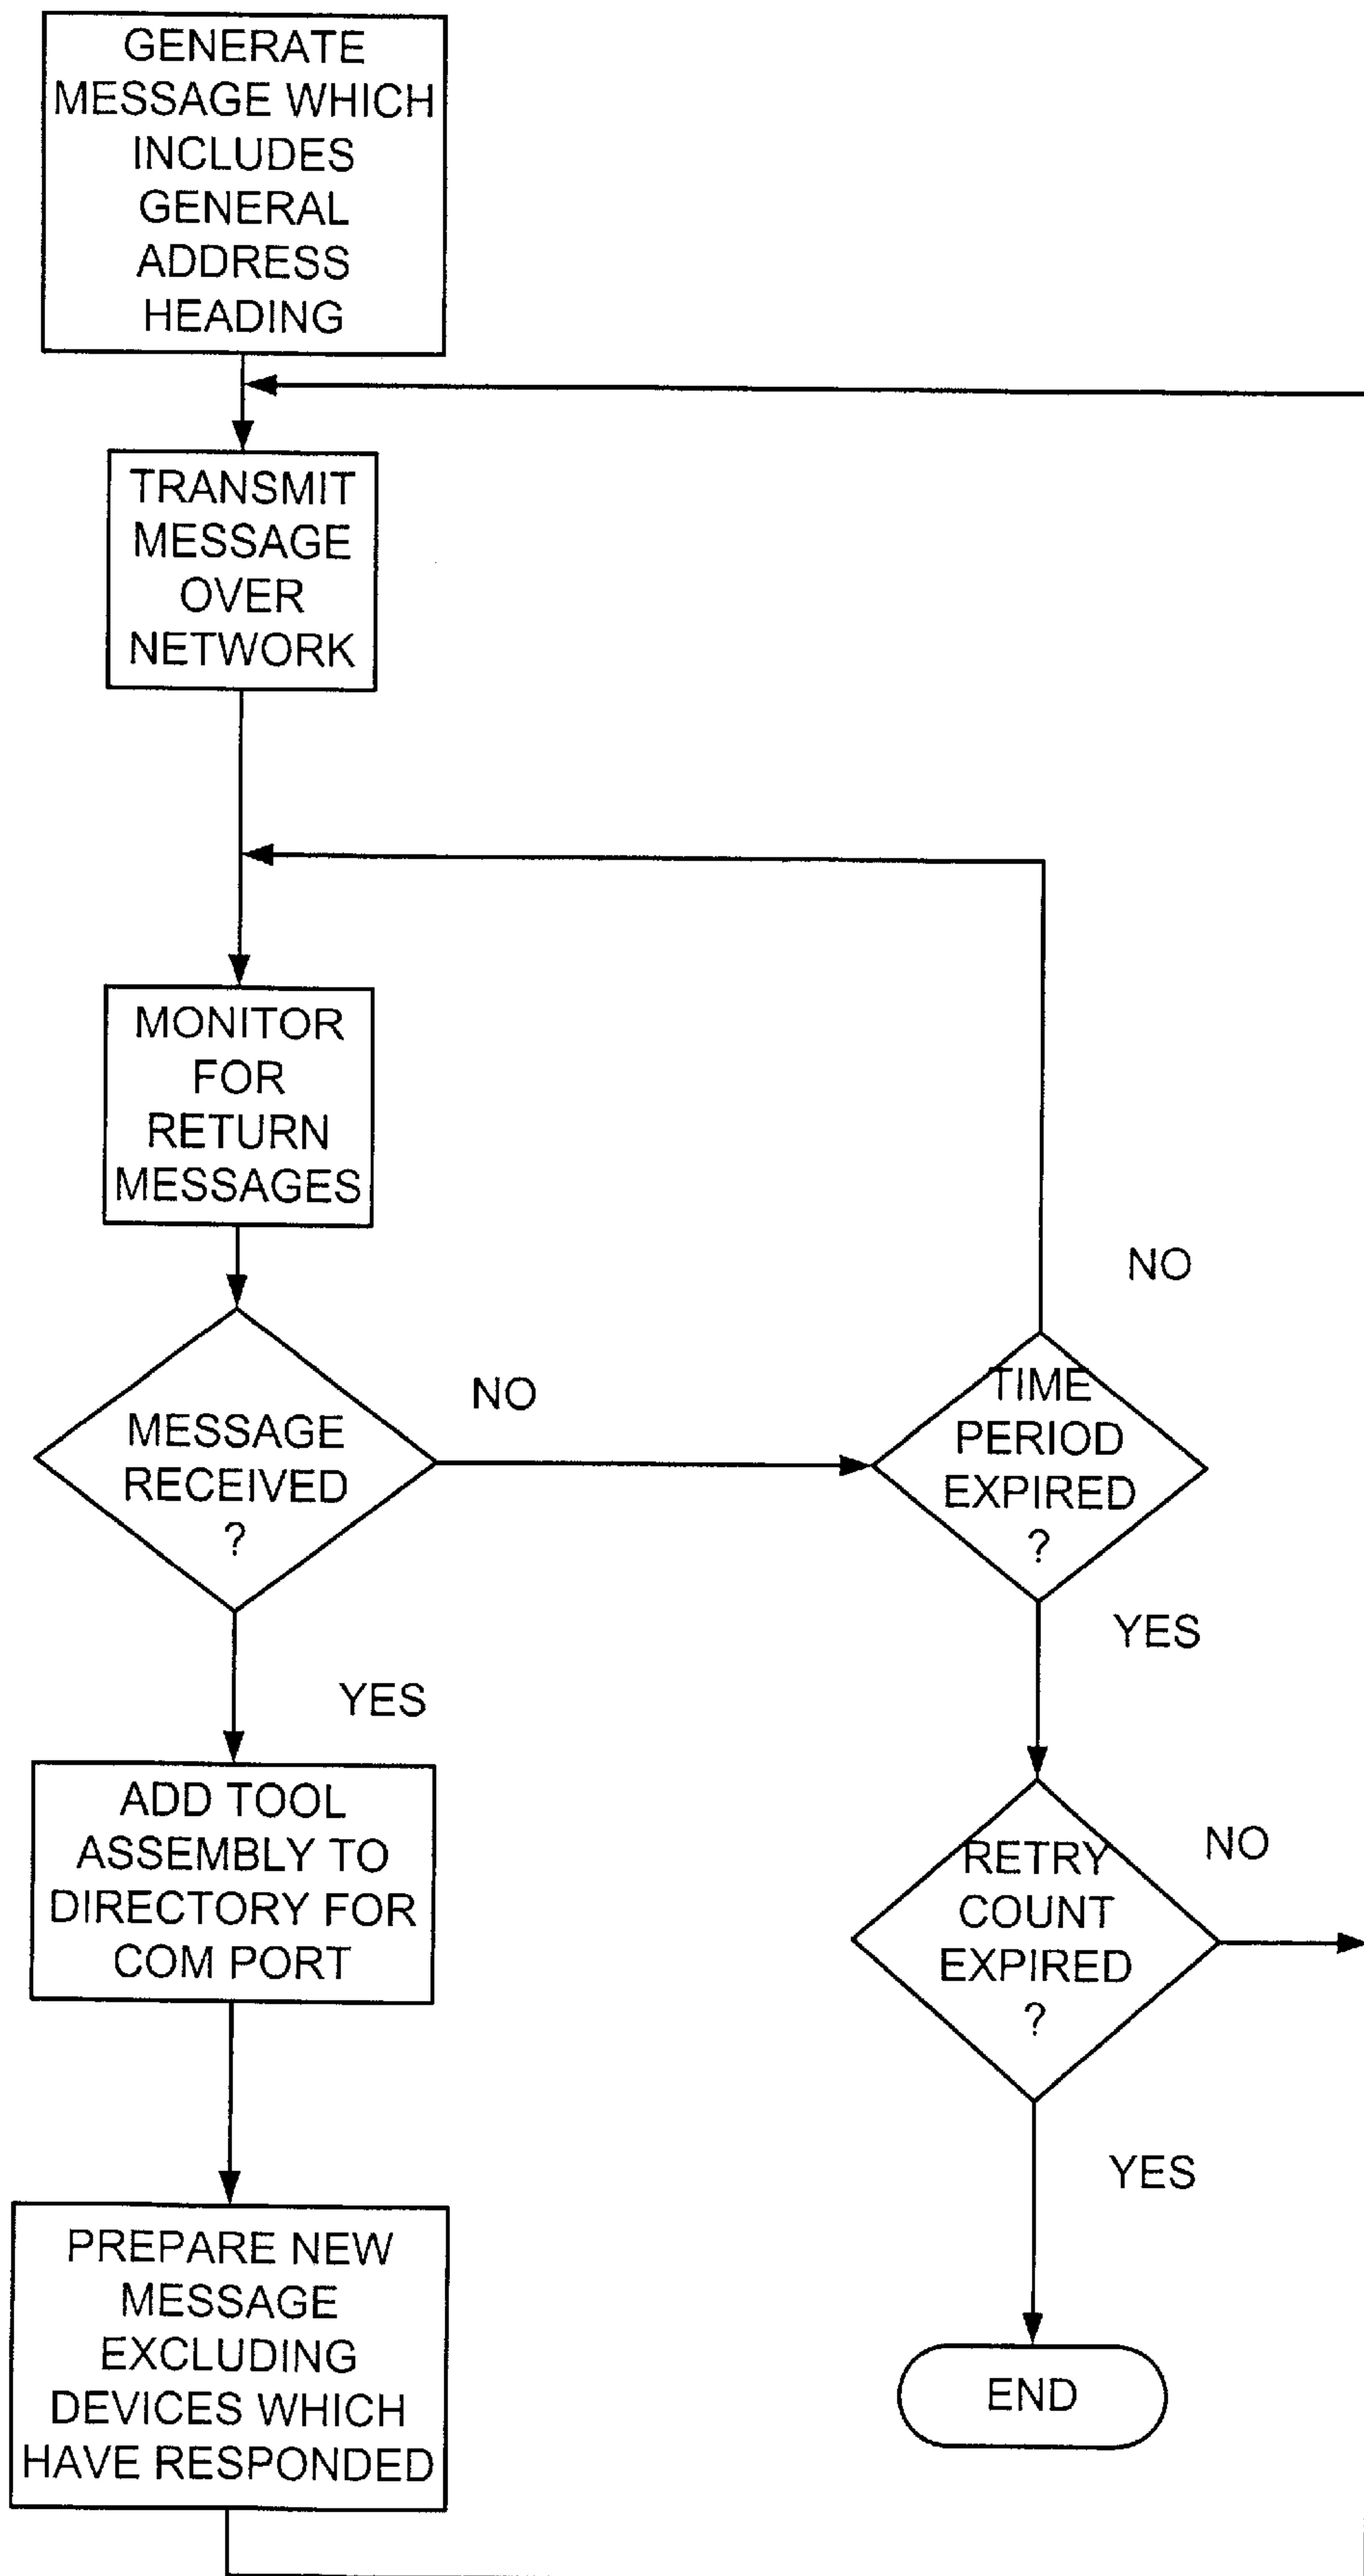 GENERATE
MESSAGE WHICH
INCLUDES
GENERAL
ADDRESS
HEADING
TRANSMIT
MESSAGE
OVER
NETWORK
MONITOR
FOR
RETURN
MESSAGES
NO
MESSAGE
RECEIVED
?
NO
TIME
PERIOD
EXPIRED
?
YES
YES
ADD TOOL
ASSEMBLY TO
DIRECTORY FOR
COM PORT
RETRY
COUNT
EXPIRED
?
NO
YES
PREPARE NEW
MESSAGE
EXCLUDING
DEVICES WHICH
HAVE RESPONDED
END